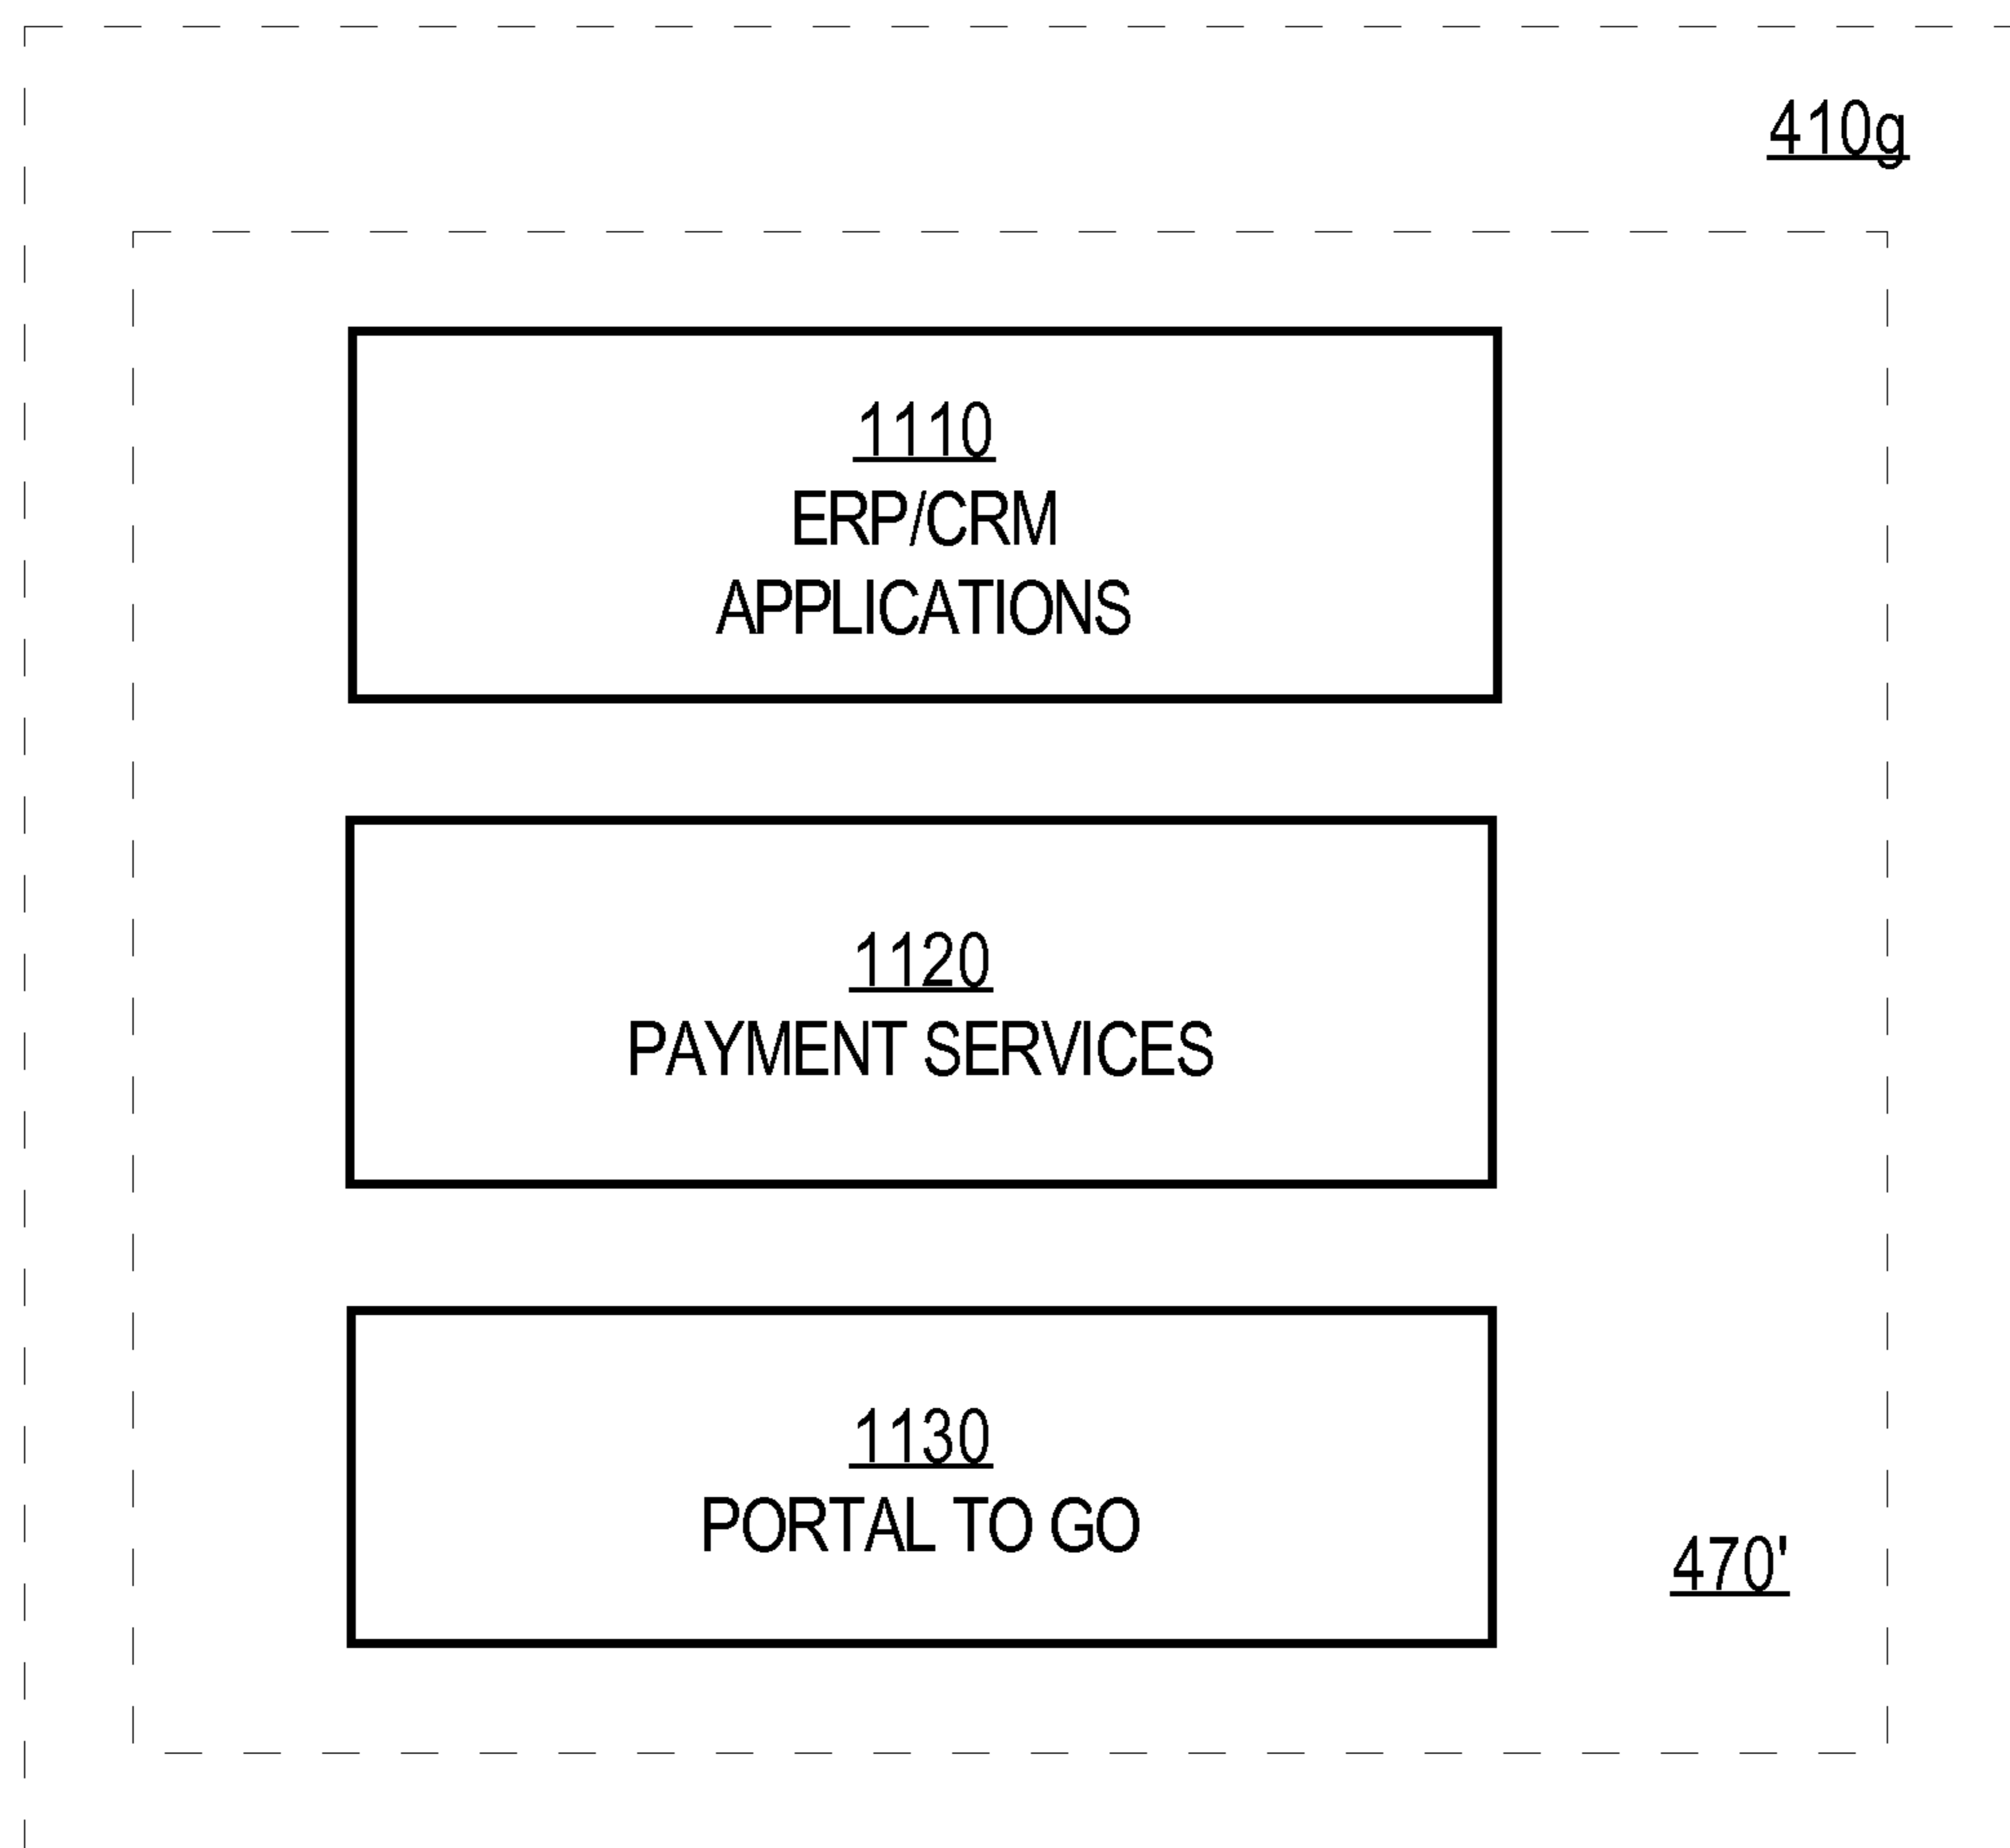 410g
1110
ERP/CRM
APPLICATIONS
1120
PAYMENT SERVICES
1130
PORTAL TO GO
470'